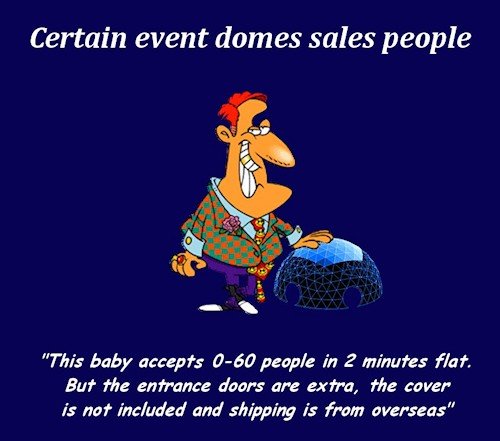 Certain event domes sales people
"This baby accepts 0-60 people in 2 minutes flat.
But the entrance doors are extra, the cover
is not included and shipping is from overseas"